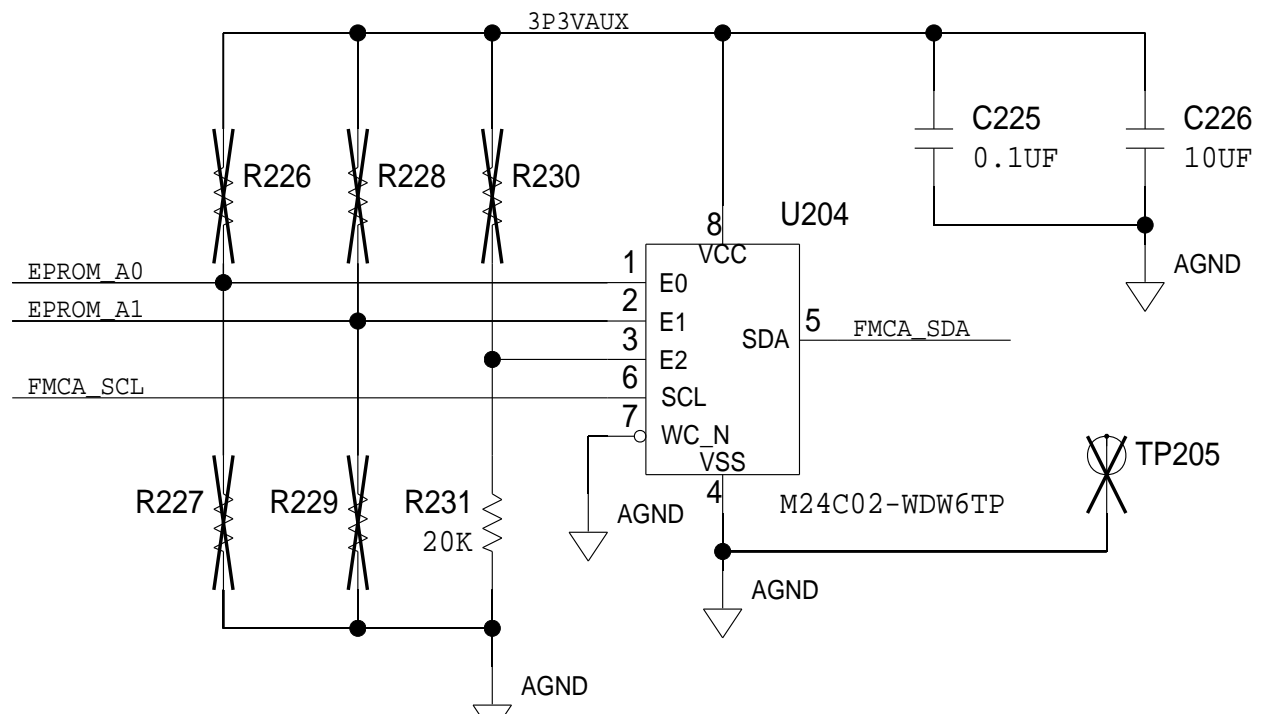 3P3VAUX
C225
0.1UF
C226
10UF
R226
R228
R230
U204
8
VCC
AGND
EPROM_A0
1
E0
EPROM_A1
2
E1
5
SDA
FMCA_SDA
3
E2
FMCA_SCL
6
SCL
7
WC_N
VSS
4
TP205
R227
R229
R231
20K
AGND
M24C02-WDW6TP
AGND
AGND